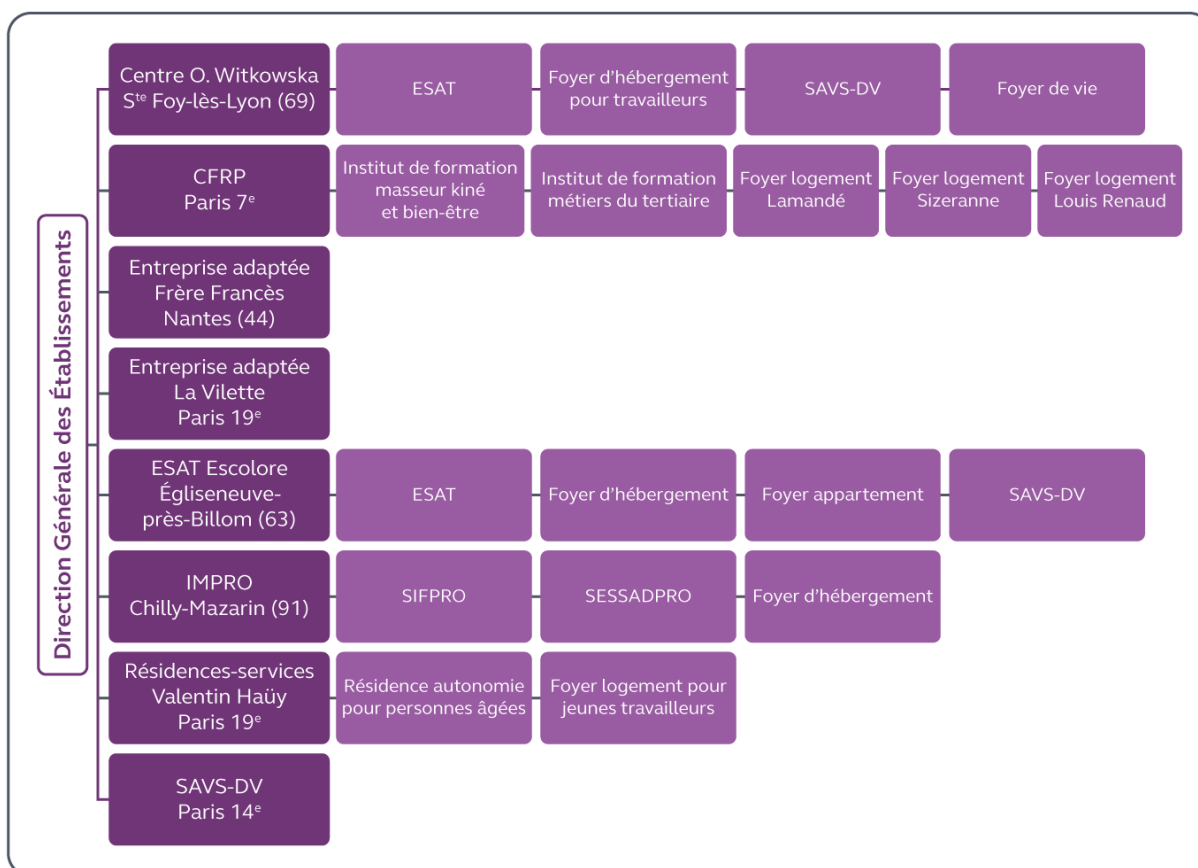 Direction Générale des Établissements
Centre O. Witkowska
Sᵗᵉ Foy-lès-Lyon (69)
ESAT
Foyer d’hébergement
pour travailleurs
SAVS-DV
Foyer de vie
CFRP
Paris 7ᵉ
Institut de formation
masseur kiné
et bien-être
Institut de formation
métiers du tertiaire
Foyer logement
Lamandé
Foyer logement
Sizeranne
Foyer logement
Louis Renaud
Entreprise adaptée
Frère Francès
Nantes (44)
Entreprise adaptée
La Vilette
Paris 19ᵉ
ESAT Escolore
Égliseneuve-
près-Billom (63)
ESAT
Foyer d’hébergement
Foyer appartement
SAVS-DV
IMPRO
Chilly-Mazarin (91)
SIFPRO
SESSADPRO
Foyer d’hébergement
Résidences-services
Valentin Haüy
Paris 19ᵉ
Résidence autonomie
pour personnes âgées
Foyer logement pour
jeunes travailleurs
SAVS-DV
Paris 14ᵉ